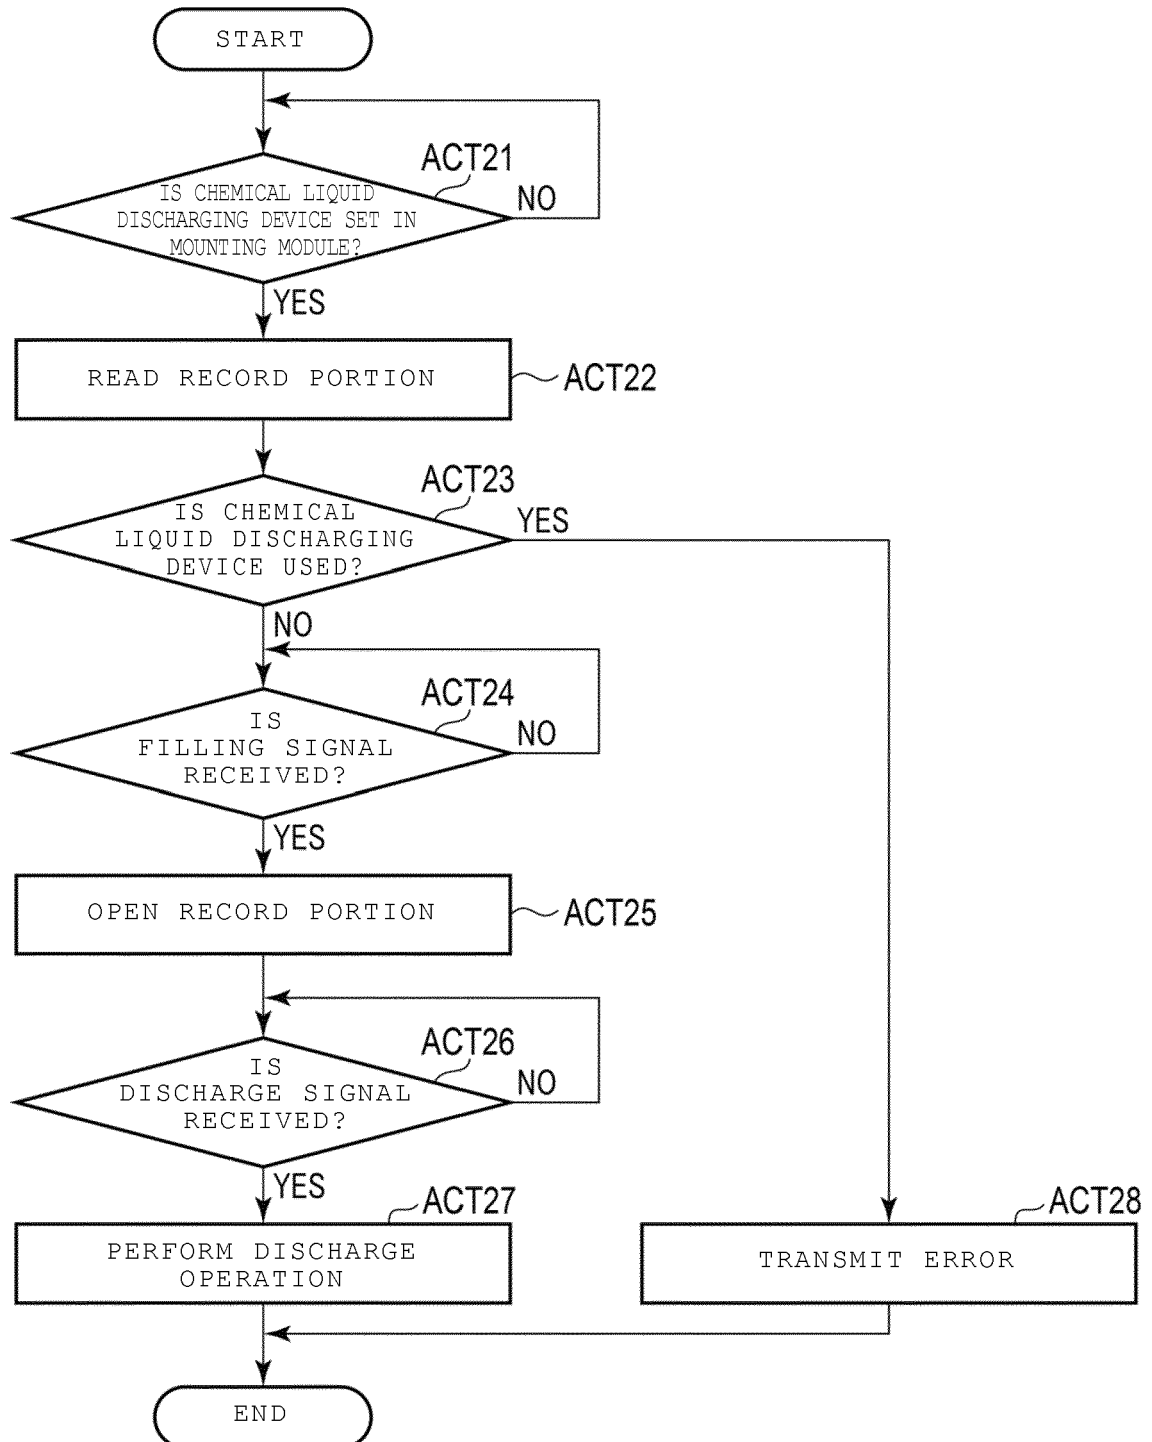 START
ACT21
IS CHEMICAL LIQUID
DISCHARGING DEVICE SET IN
MOUNTING MODULE?
NO
YES
READ RECORD PORTION
ACT22
ACT23
IS CHEMICAL
LIQUID DISCHARGING
DEVICE USED?
YES
NO
ACT24
IS
FILLING SIGNAL
RECEIVED?
NO
YES
OPEN RECORD PORTION
ACT25
ACT26
IS
DISCHARGE SIGNAL
RECEIVED?
NO
YES
ACT27
PERFORM DISCHARGE
OPERATION
ACT28
TRANSMIT ERROR
END